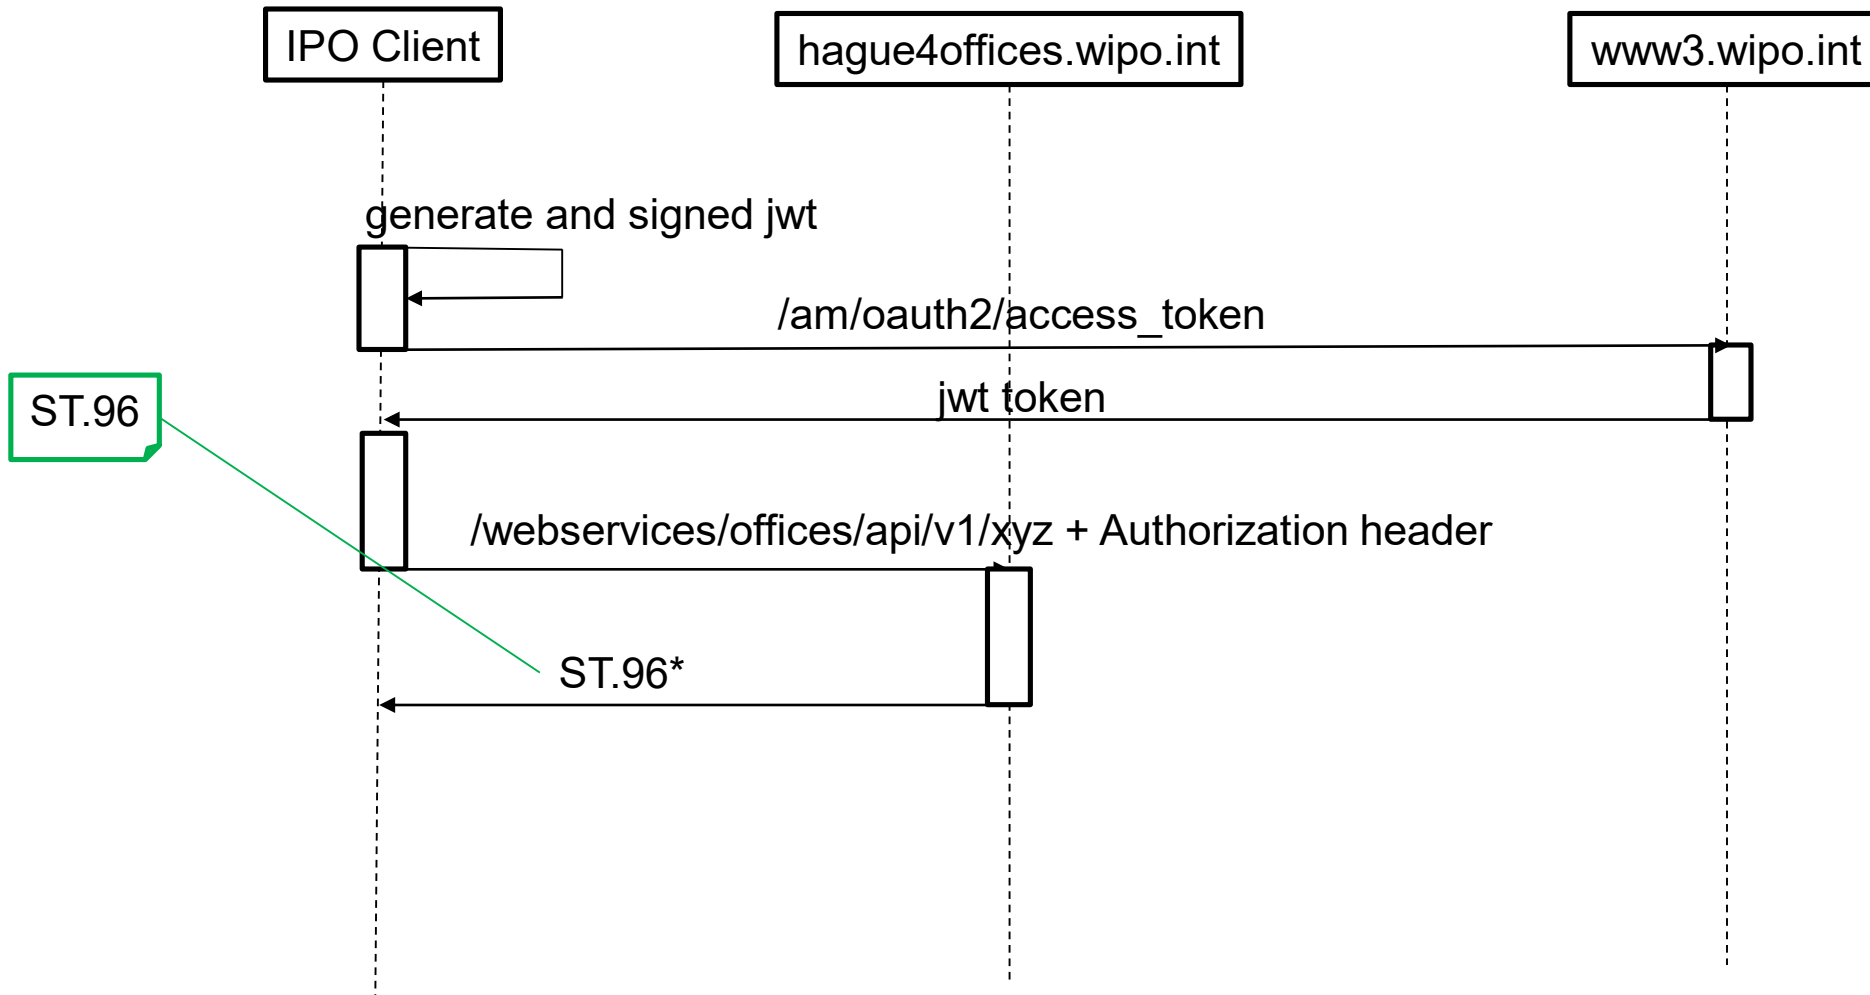 IPO Client
hague4offices.wipo.int
www3.wipo.int
generate and signed jwt
/am/oauth2/access_token
jwt token
ST.96
/webservices/offices/api/v1/xyz + Authorization header
ST.96*